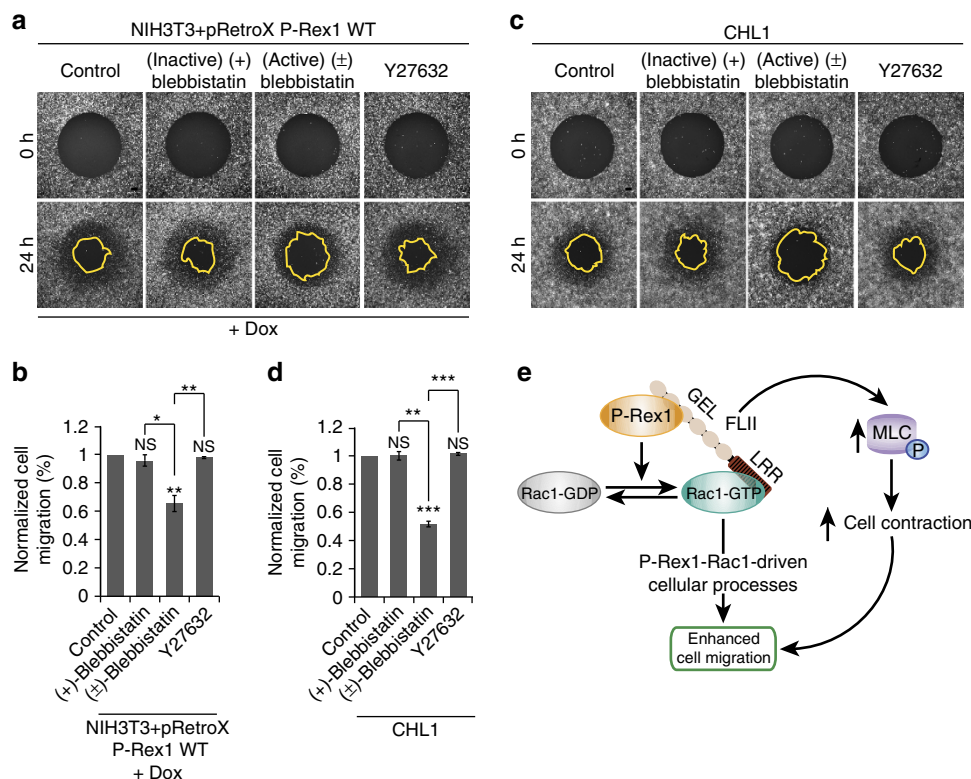 a
NIH3T3+pRetroX P-Rex1 WT
Control
(Inactive) (+)
blebbistatin
(Active) (±)
blebbistatin
Y27632
0 h
24 h
+ Dox
c
CHL1
Control
(Inactive) (+)
blebbistatin
(Active) (±)
blebbistatin
Y27632
0 h
24 h
b
Normalized cell
migration (%)
1.2
1
0.8
0.6
0.4
0.2
0
NS
*
**
**
NS
Control
(+)-Blebbistatin
(±)-Blebbistatin
Y27632
NIH3T3+pRetroX
P-Rex1 WT
+ Dox
d
Normalized cell
migration (%)
1.2
1
0.8
0.6
0.4
0.2
0
NS
**
***
***
NS
Control
(+)-Blebbistatin
(±)-Blebbistatin
Y27632
CHL1
e
GEL
P-Rex1
FLII
LRR
MLC
P
Rac1-GDP
Rac1-GTP
Cell contraction
P-Rex1-Rac1-driven
cellular processes
Enhanced
cell migration